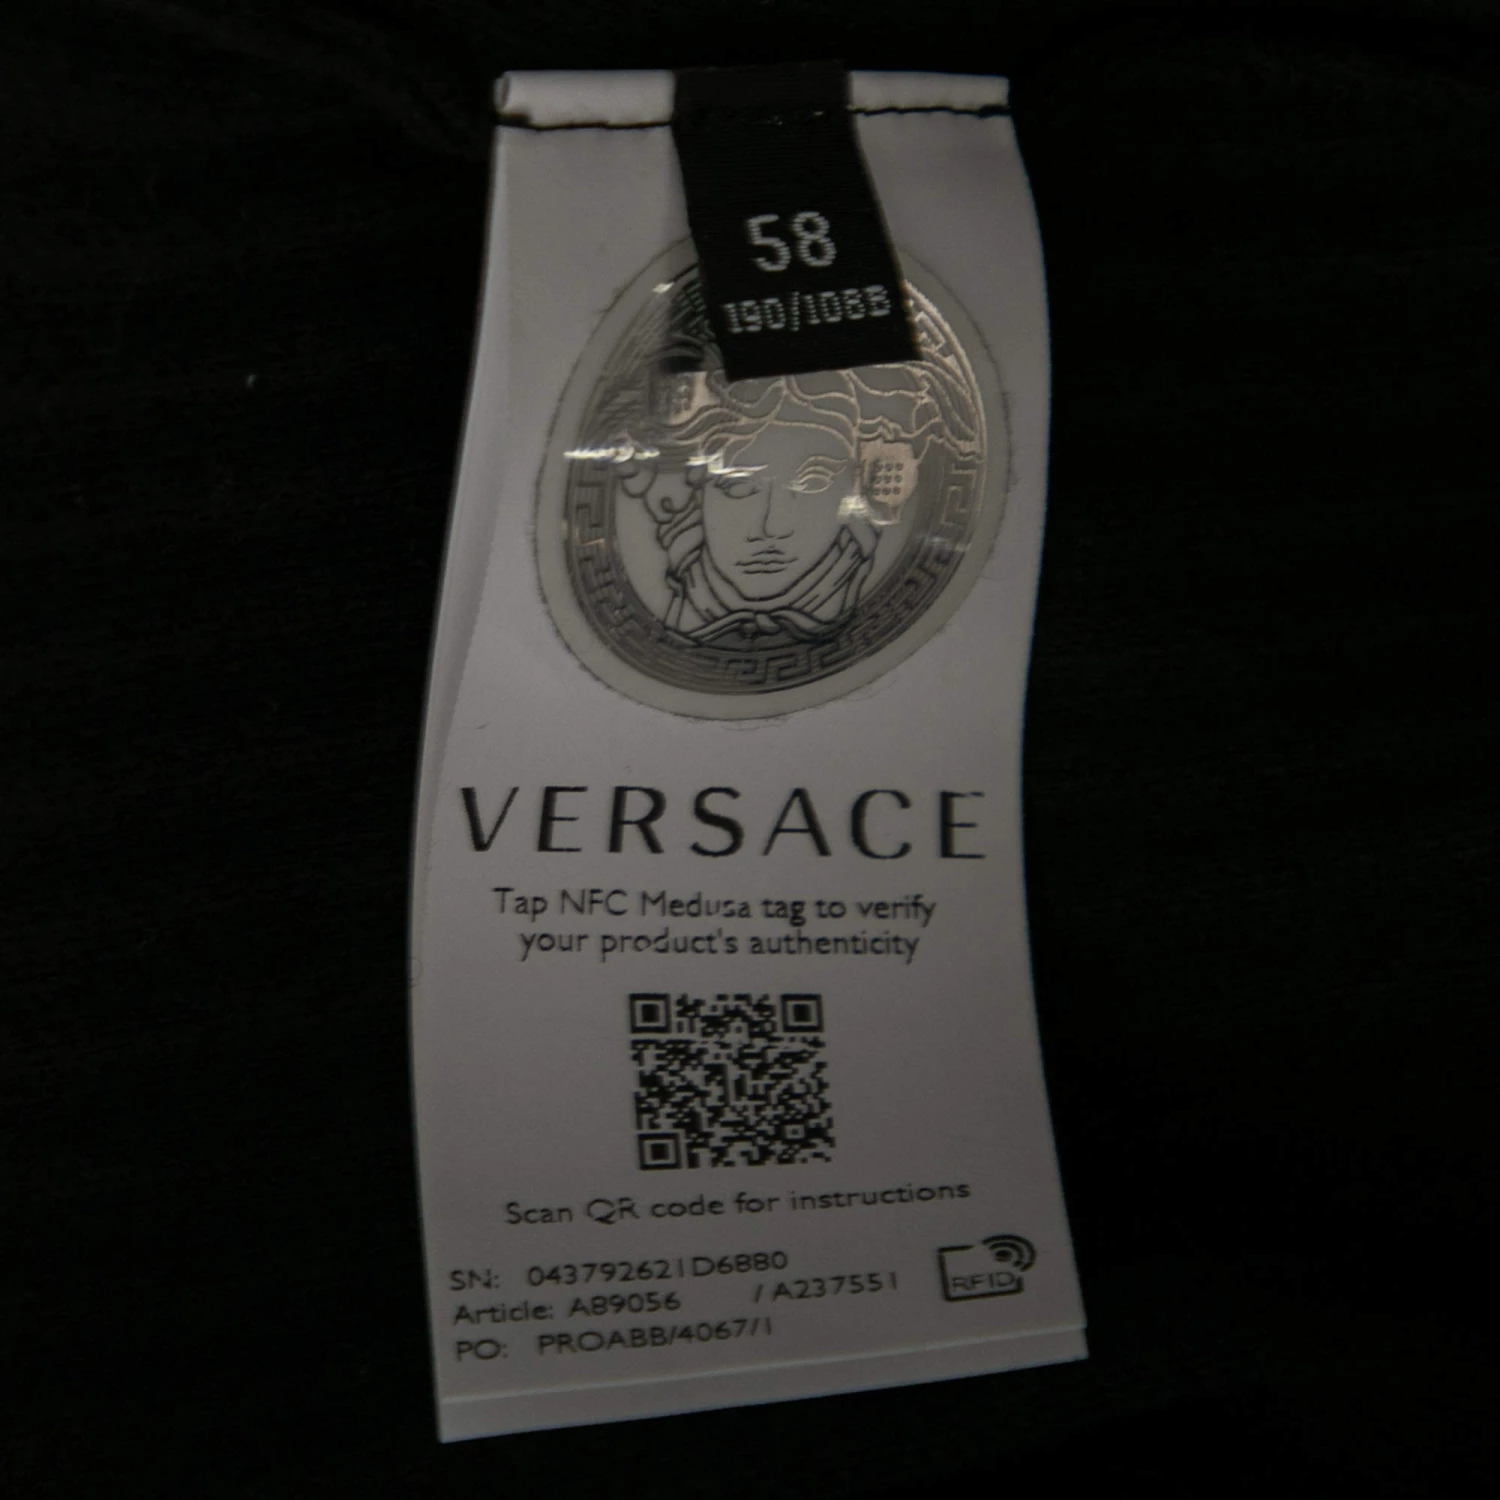 58
190/108B
VERSACE
Tap NFC Medusa tag to verify
your product's authenticity
Scan QR code for instructions
SN: 043792621D6880
Article: A89056 / A237551
PO: PROABB/4067/1
RFID